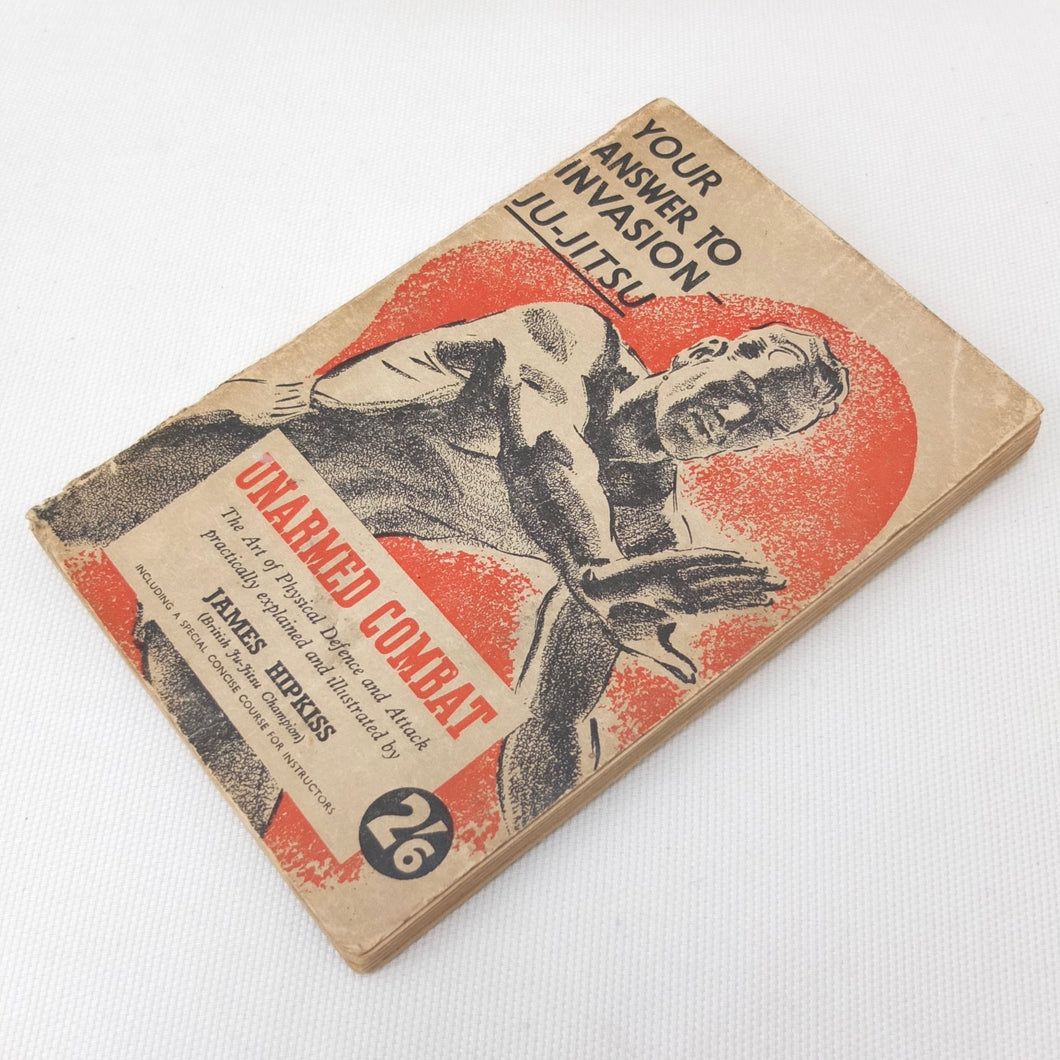 YOUR
ANSWER TO
INVASION-
JU-JITSU
UNARMED COMBAT
The Art of Physical Defence and Attack
practically explained and illustrated by
JAMES HIPKISS
(British Ju-Jitsu Champion)
INCLUDING A SPECIAL CONCISE COURSE FOR INSTRUCTORS
2/6